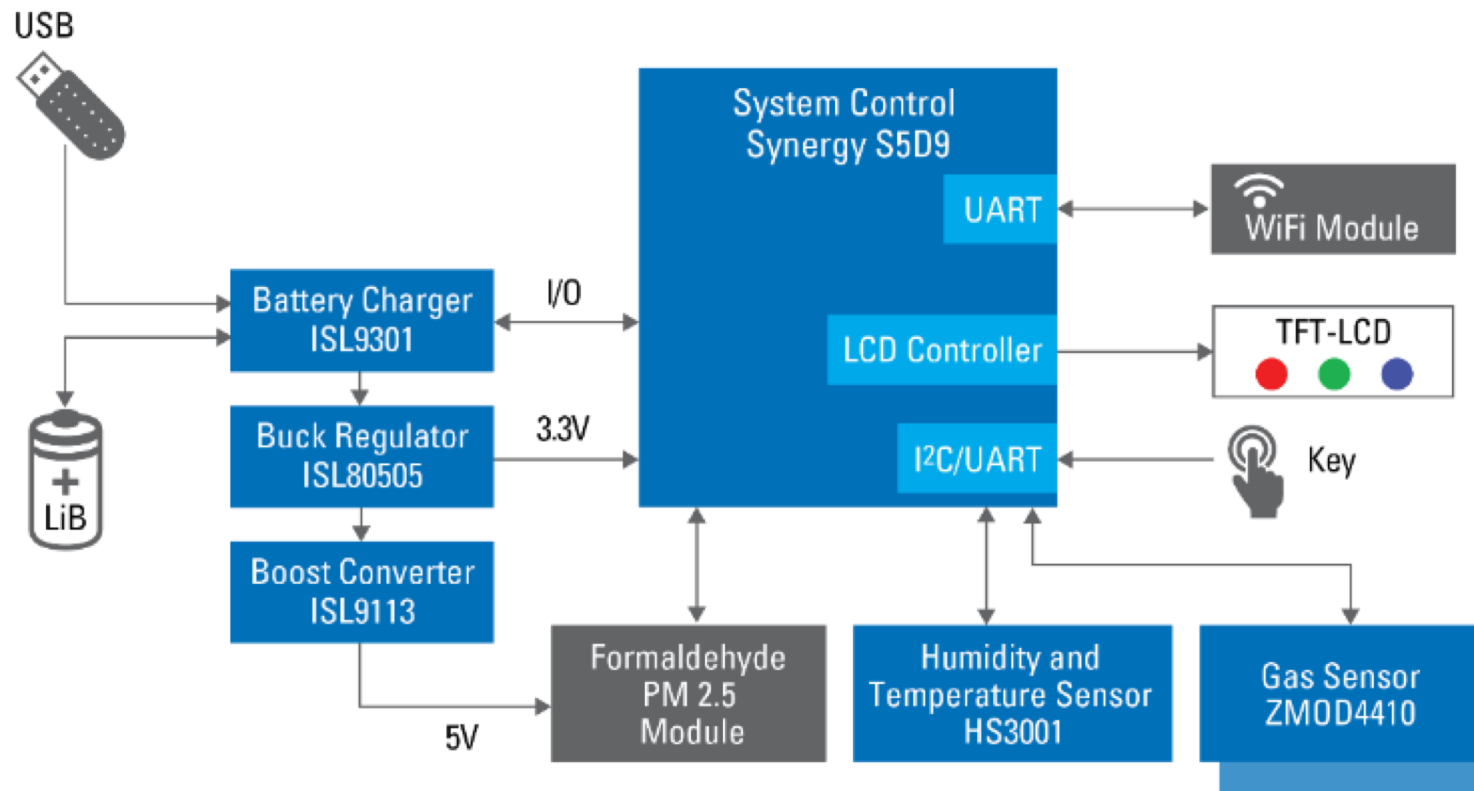 USB
System Control
Synergy S5D9
UART
WiFi Module
Battery Charger
ISL9301
I/O
LCD Controller
TFT-LCD
Buck Regulator
ISL80505
3.3V
I²C/UART
Key
+
LiB
Boost Converter
ISL9113
5V
Formaldehyde
PM 2.5
Module
Humidity and
Temperature Sensor
HS3001
Gas Sensor
ZMOD4410